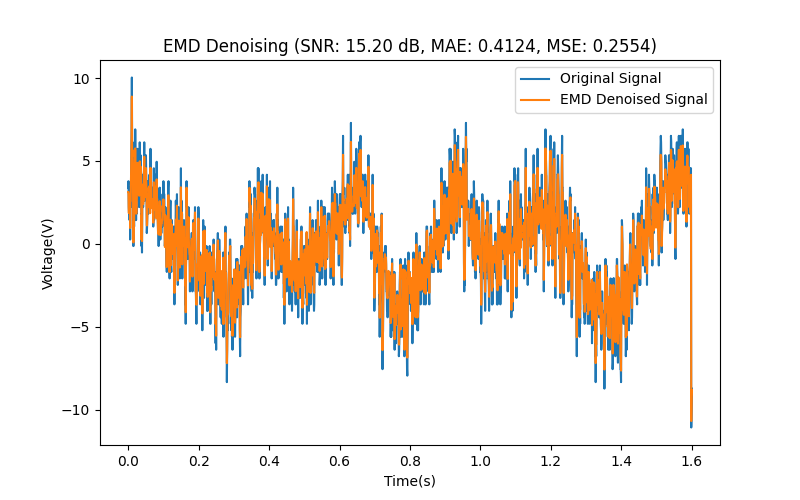 EMD Denoising (SNR: 15.20 dB, MAE: 0.4124, MSE: 0.2554)
Original Signal
EMD Denoised Signal
Voltage(V)
10
5
0
−5
−10
0.0 0.2 0.4 0.6 0.8 1.0 1.2 1.4 1.6
Time(s)